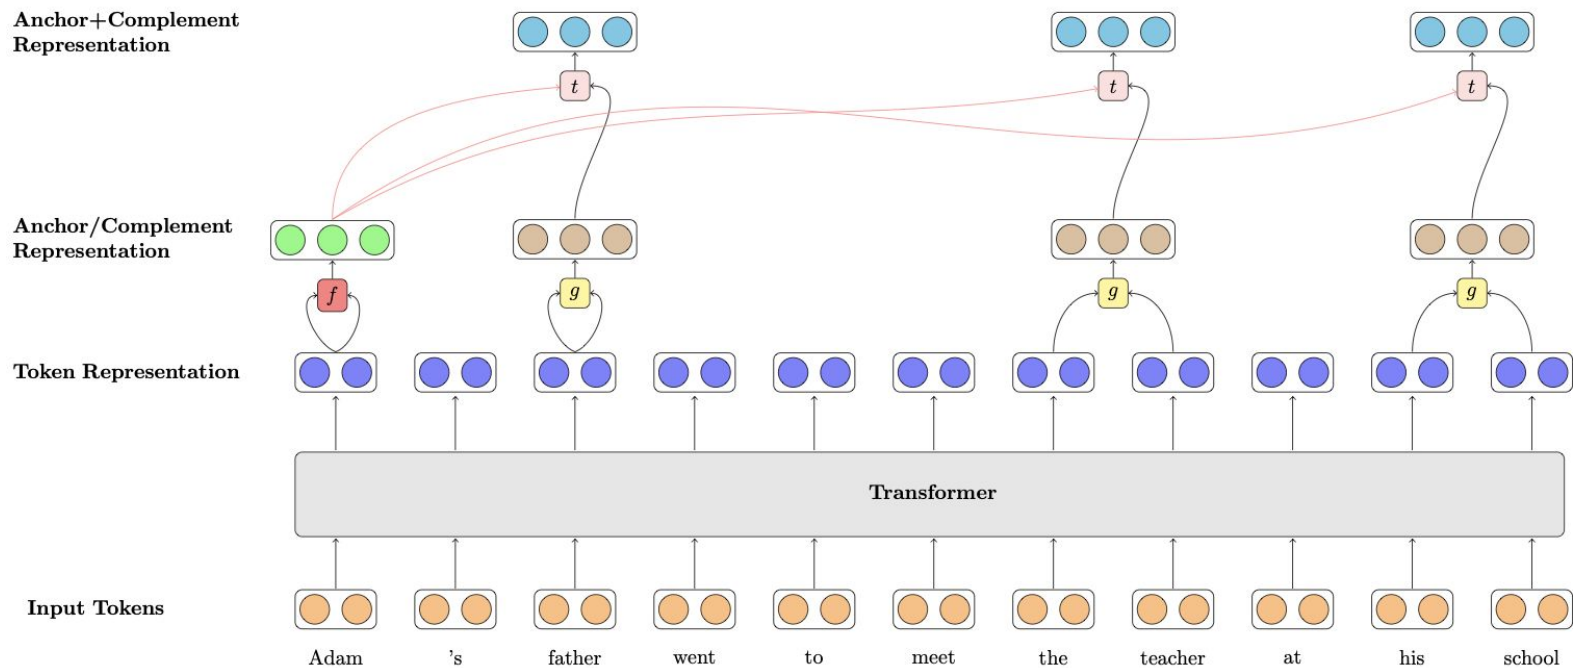 Anchor+Complement
Representation
t t t
Anchor/Complement
Representation
f g g g
Token Representation
Transformer
Input Tokens
Adam 's father went to meet the teacher at his school